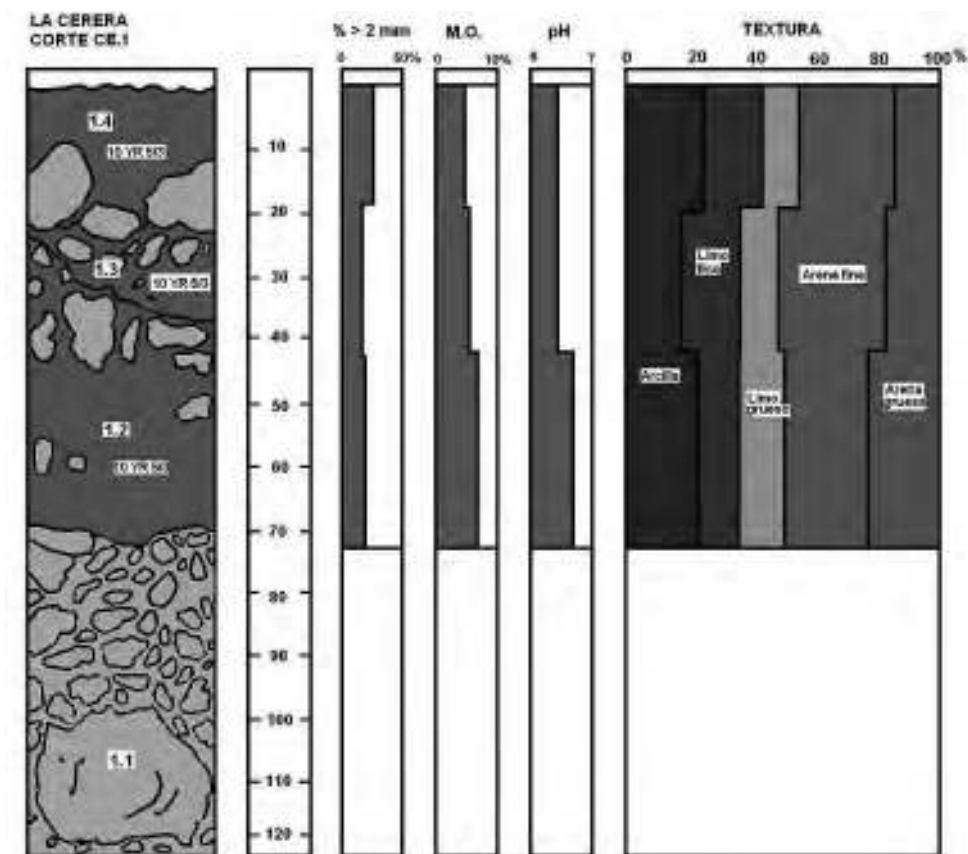 LA CERERA
CORTE CE.1
% > 2 mm
M.O.
pH
TEXTURA
0
50%
0
10%
6
7
0
20
40
60
80
100%
1.4
10 YR 5/3
1.3
10 YR 5/3
1.2
10 YR 5/3
1.1
10
20
30
40
50
60
70
80
90
100
110
120
Limo
fino
Arena fina
Arcilla
Limo
grueso
Arena
gruesa